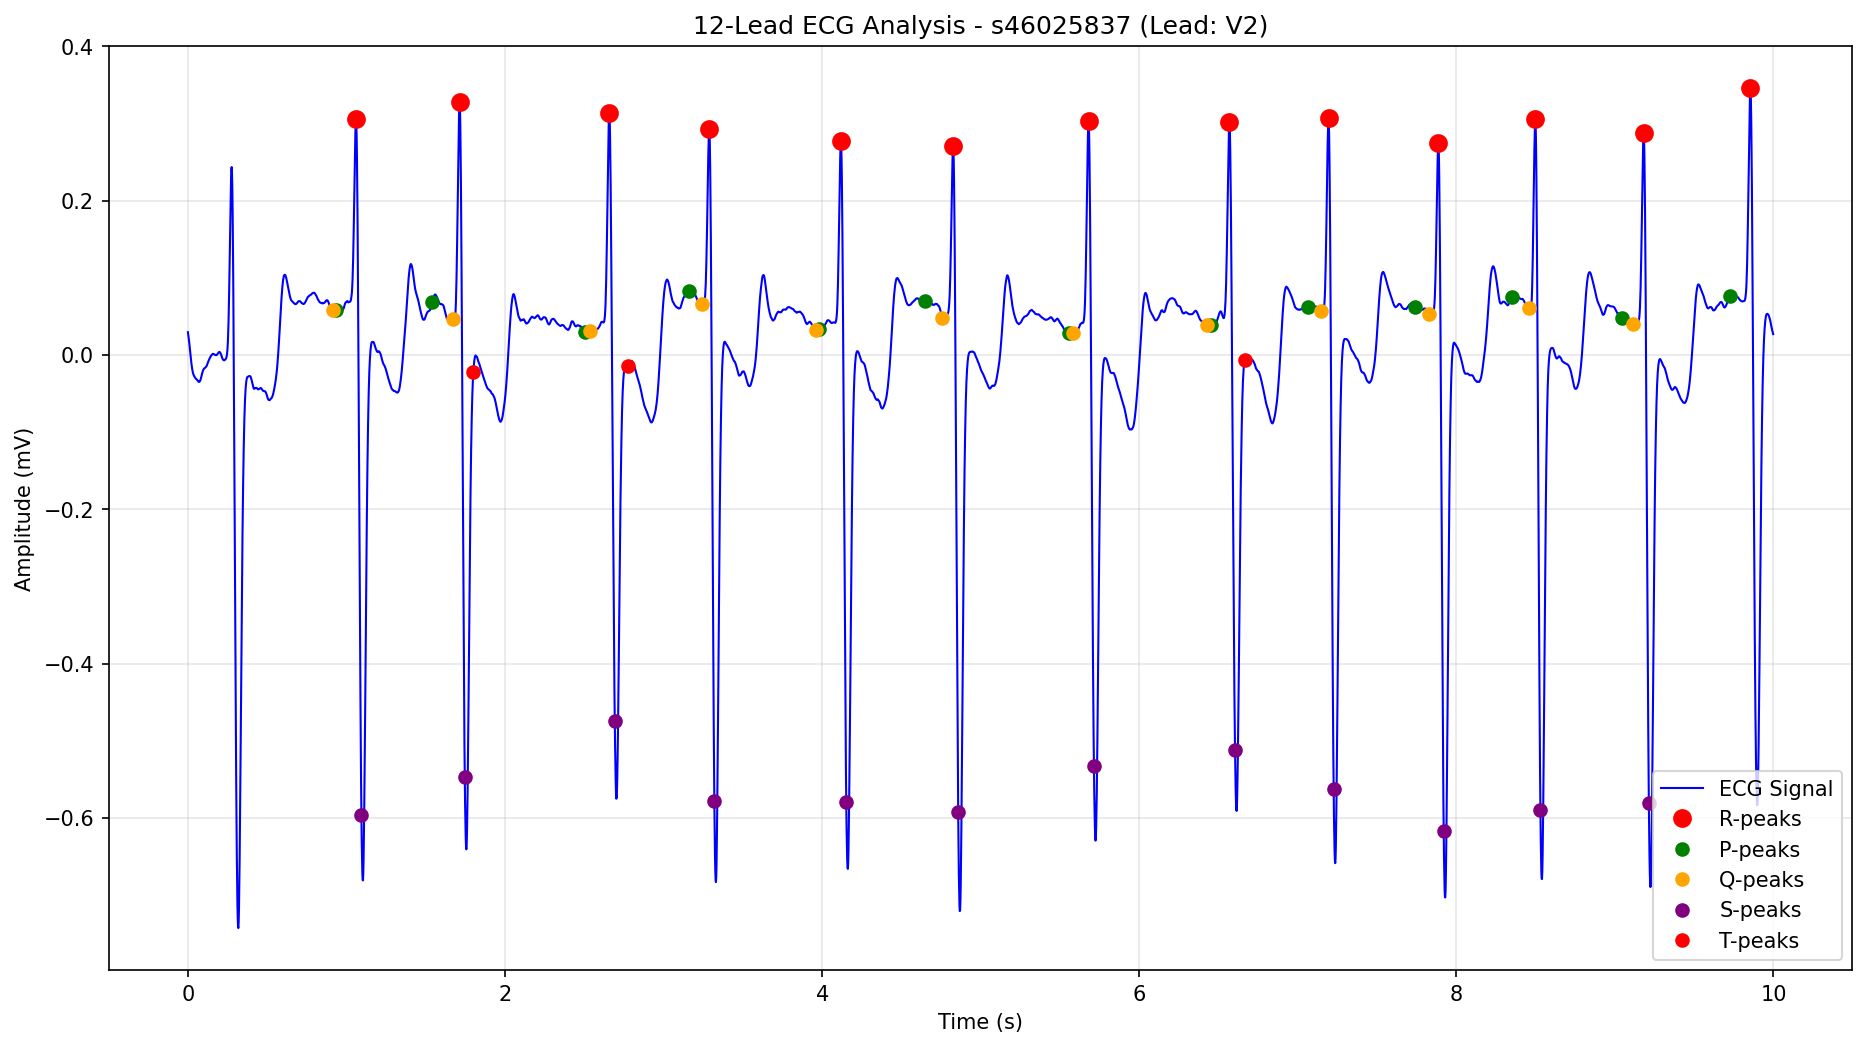 12-Lead ECG Analysis - s46025837 (Lead: V2)
0.4
0.2
0.0
−0.2
−0.4
−0.6
Amplitude (mV)
0 2 4 6 8 10
Time (s)
ECG Signal
R-peaks
P-peaks
Q-peaks
S-peaks
T-peaks